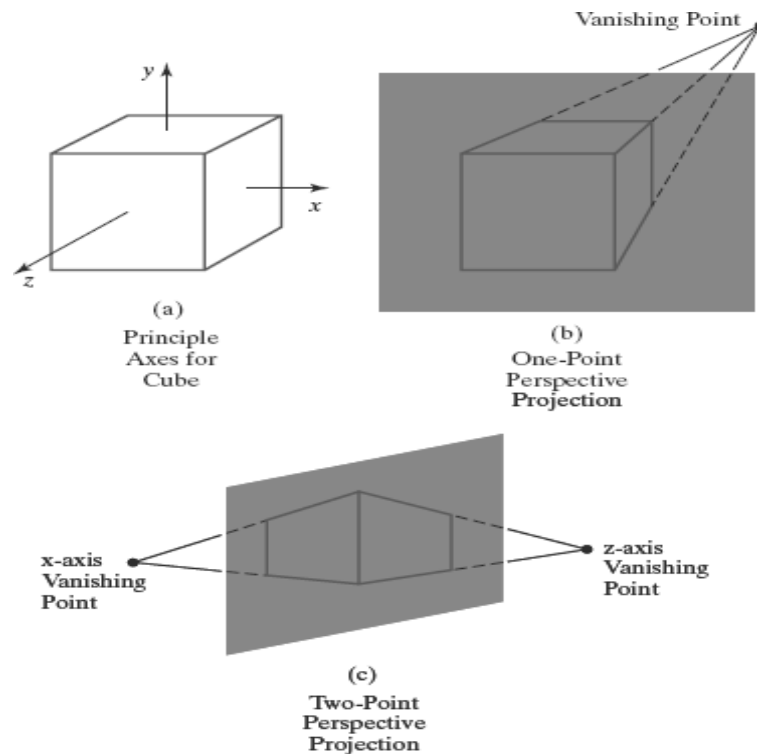 Vanishing Point
y
x
z
(a)
Principle
Axes for
Cube
(b)
One-Point
Perspective
Projection
x-axis
Vanishing
Point
z-axis
Vanishing
Point
(c)
Two-Point
Perspective
Projection